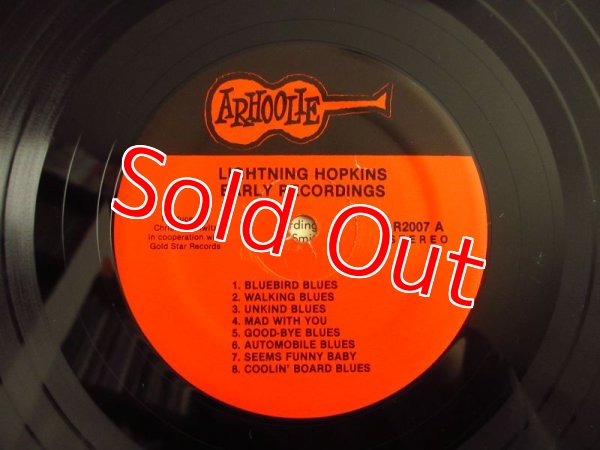 ARHOOLIE
LIGHTNING HOPKINS
EARLY RECORDINGS
R2007 A
STEREO
in cooperation
Gold Star Records
Sold Out
1. BLUEBIRD BLUES
2. WALKING BLUES
3. UNKIND BLUES
4. MAD WITH YOU
5. GOOD-BYE BLUES
6. AUTOMOBILE BLUES
7. SEEMS FUNNY BABY
8. COOLIN' BOARD BLUES